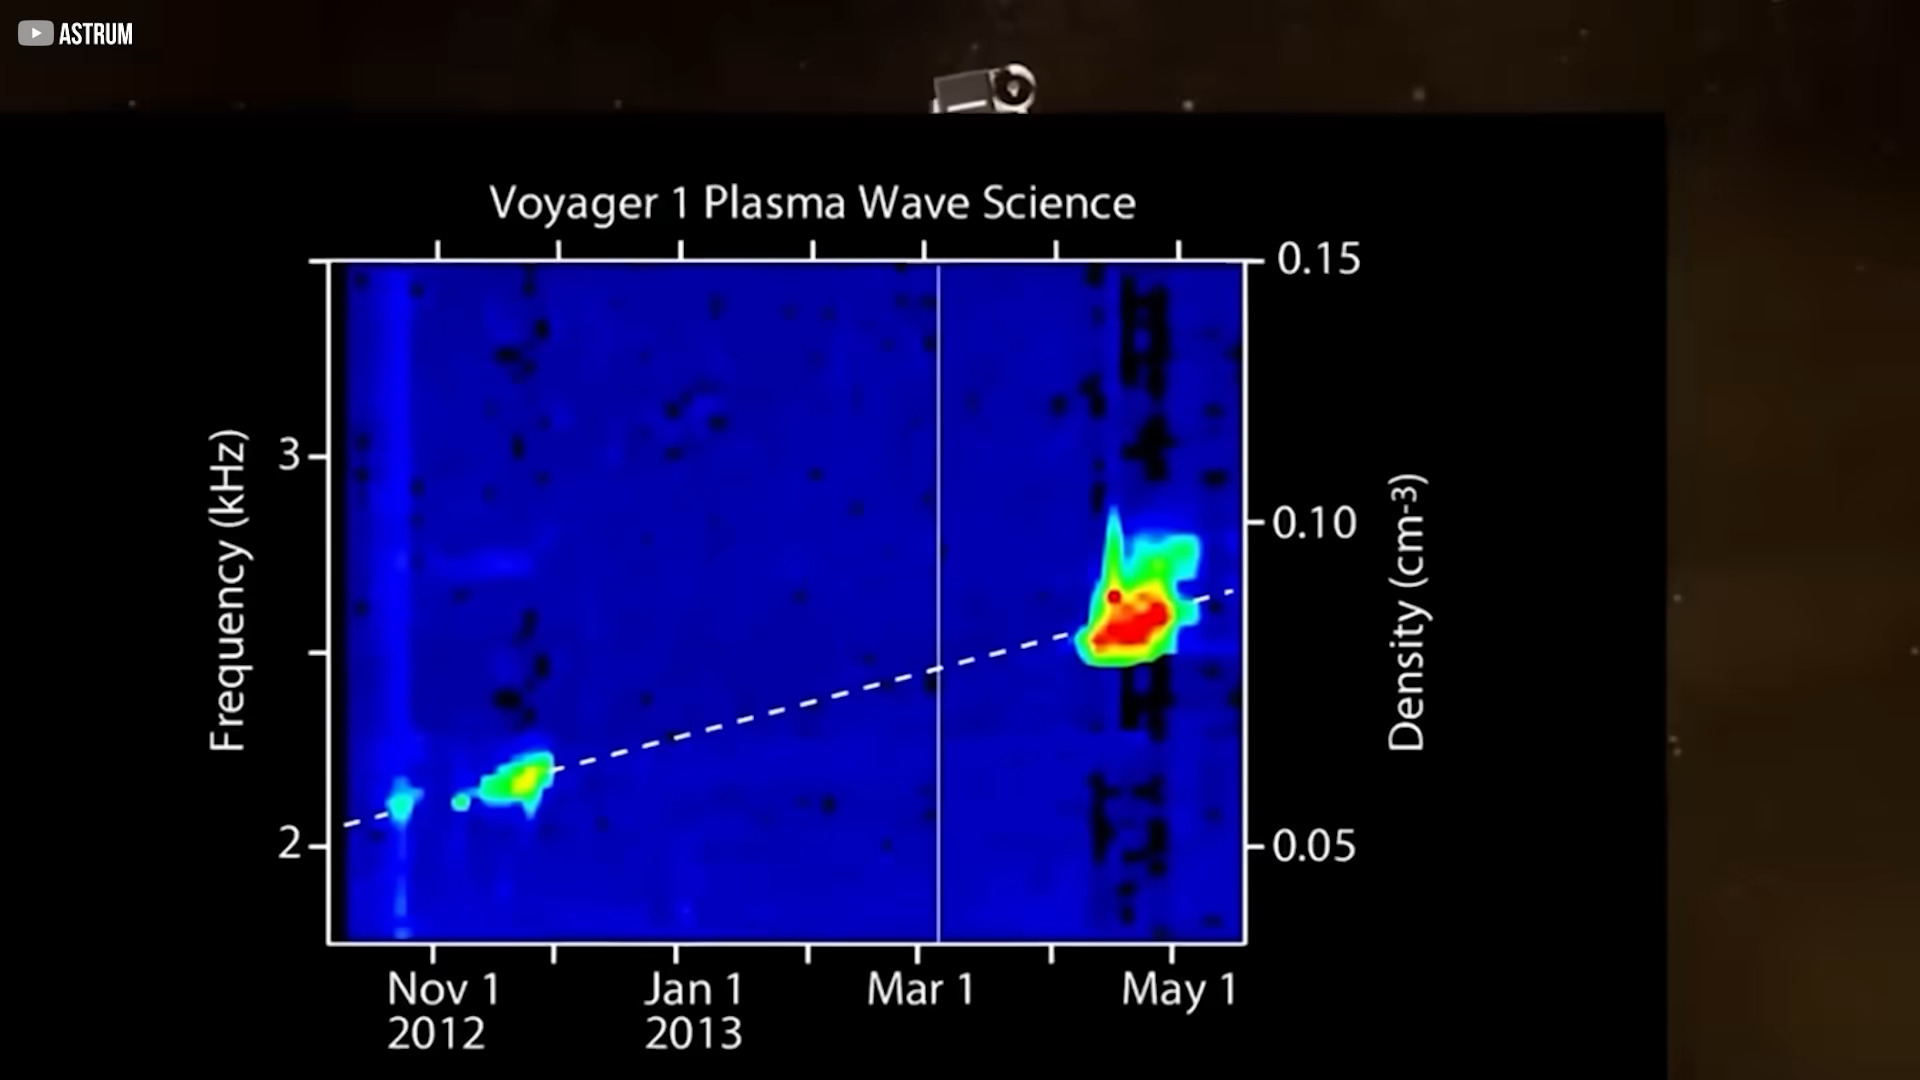 ASTRUM
Voyager 1 Plasma Wave Science
0.15
3
0.10
Frequency (kHz)
Density (cm-3)
2
0.05
Nov 1
2012
Jan 1
2013
Mar 1
May 1